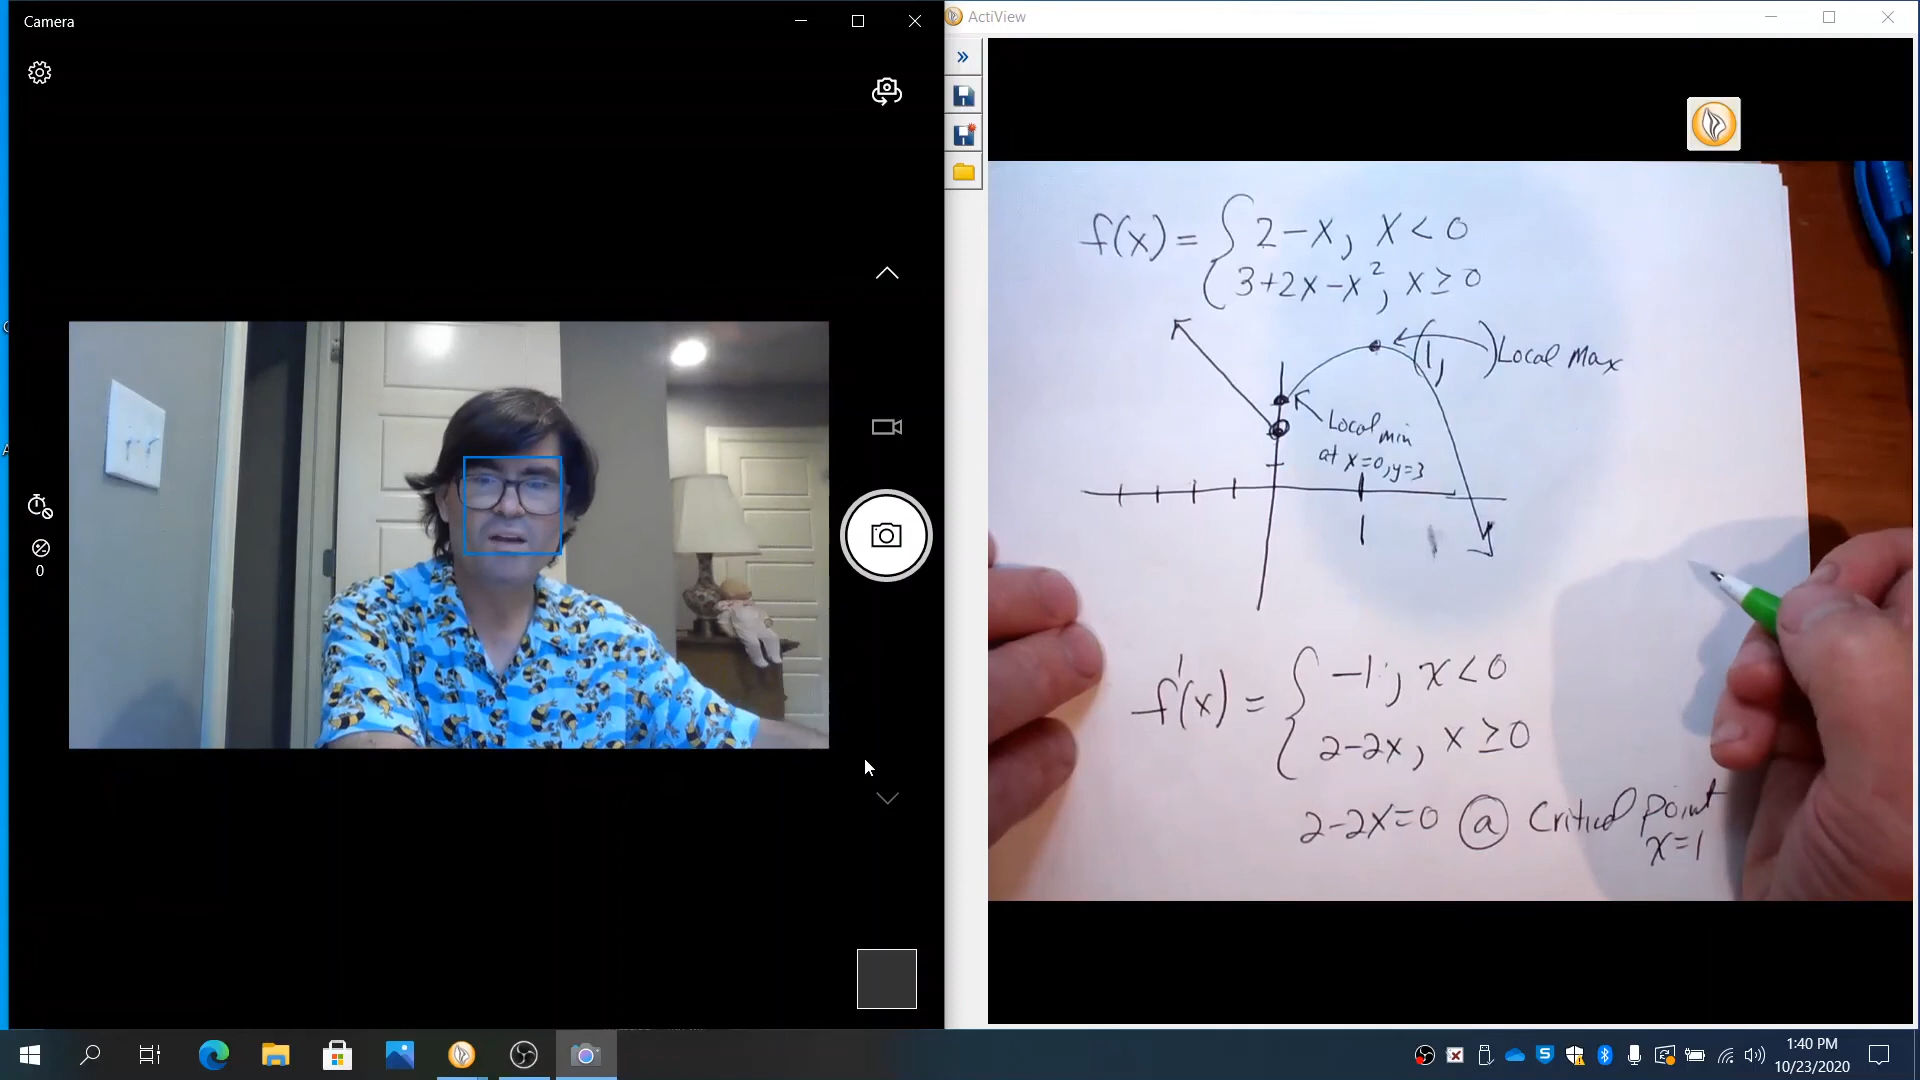 Camera
0
ActiView
f(x) = { 2-x, x < 0
3+2x-x², x ≥ 0
(1, ) Local Max
Local min
at x=0, y=3
1
f'(x) = { -1, x < 0
2-2x, x ≥ 0
2-2x=0 @ Critical point
x=1
1:40 PM
10/23/2020